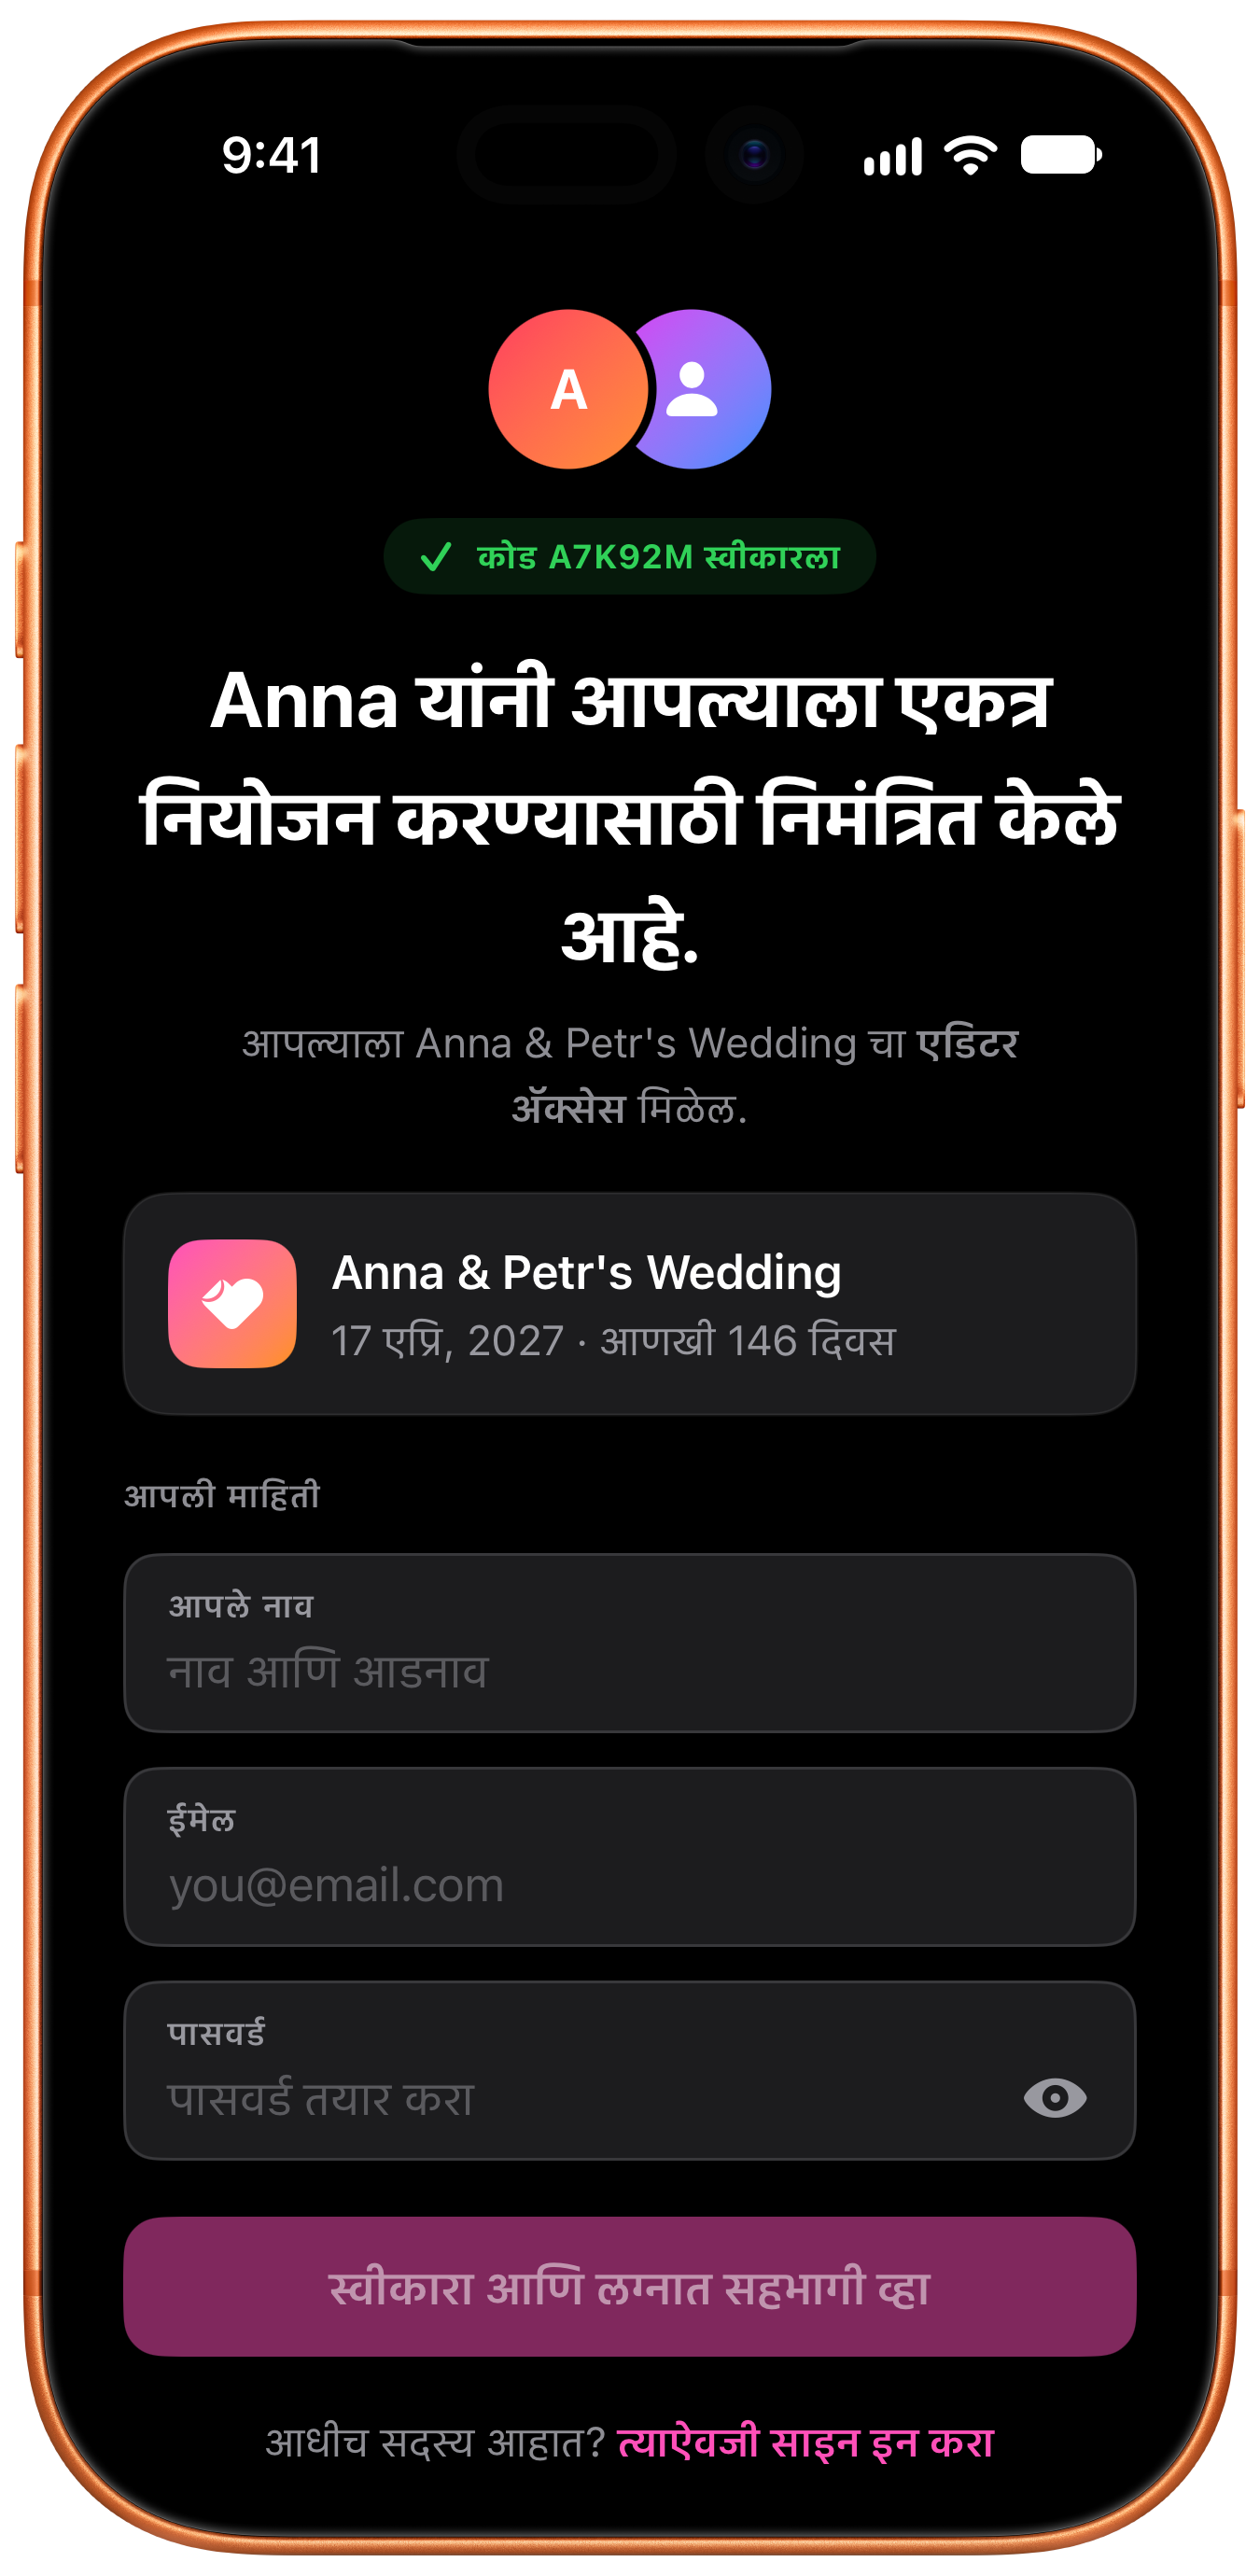 9:41
A
कोड A7K92M स्वीकारला
Anna यांनी आपल्याला एकत्र
नियोजन करण्यासाठी निमंत्रित केले
आहे.
आपल्याला Anna & Petr's Wedding चा एडिटर
ॲक्सेस मिळेल.
Anna & Petr's Wedding
17 एप्रि, 2027 · आणखी 146 दिवस
आपली माहिती
आपले नाव
नाव आणि आडनाव
ईमेल
you@email.com
पासवर्ड
पासवर्ड तयार करा
स्वीकारा आणि लग्नात सहभागी व्हा
आधीच सदस्य आहात? त्याऐवजी साइन इन करा